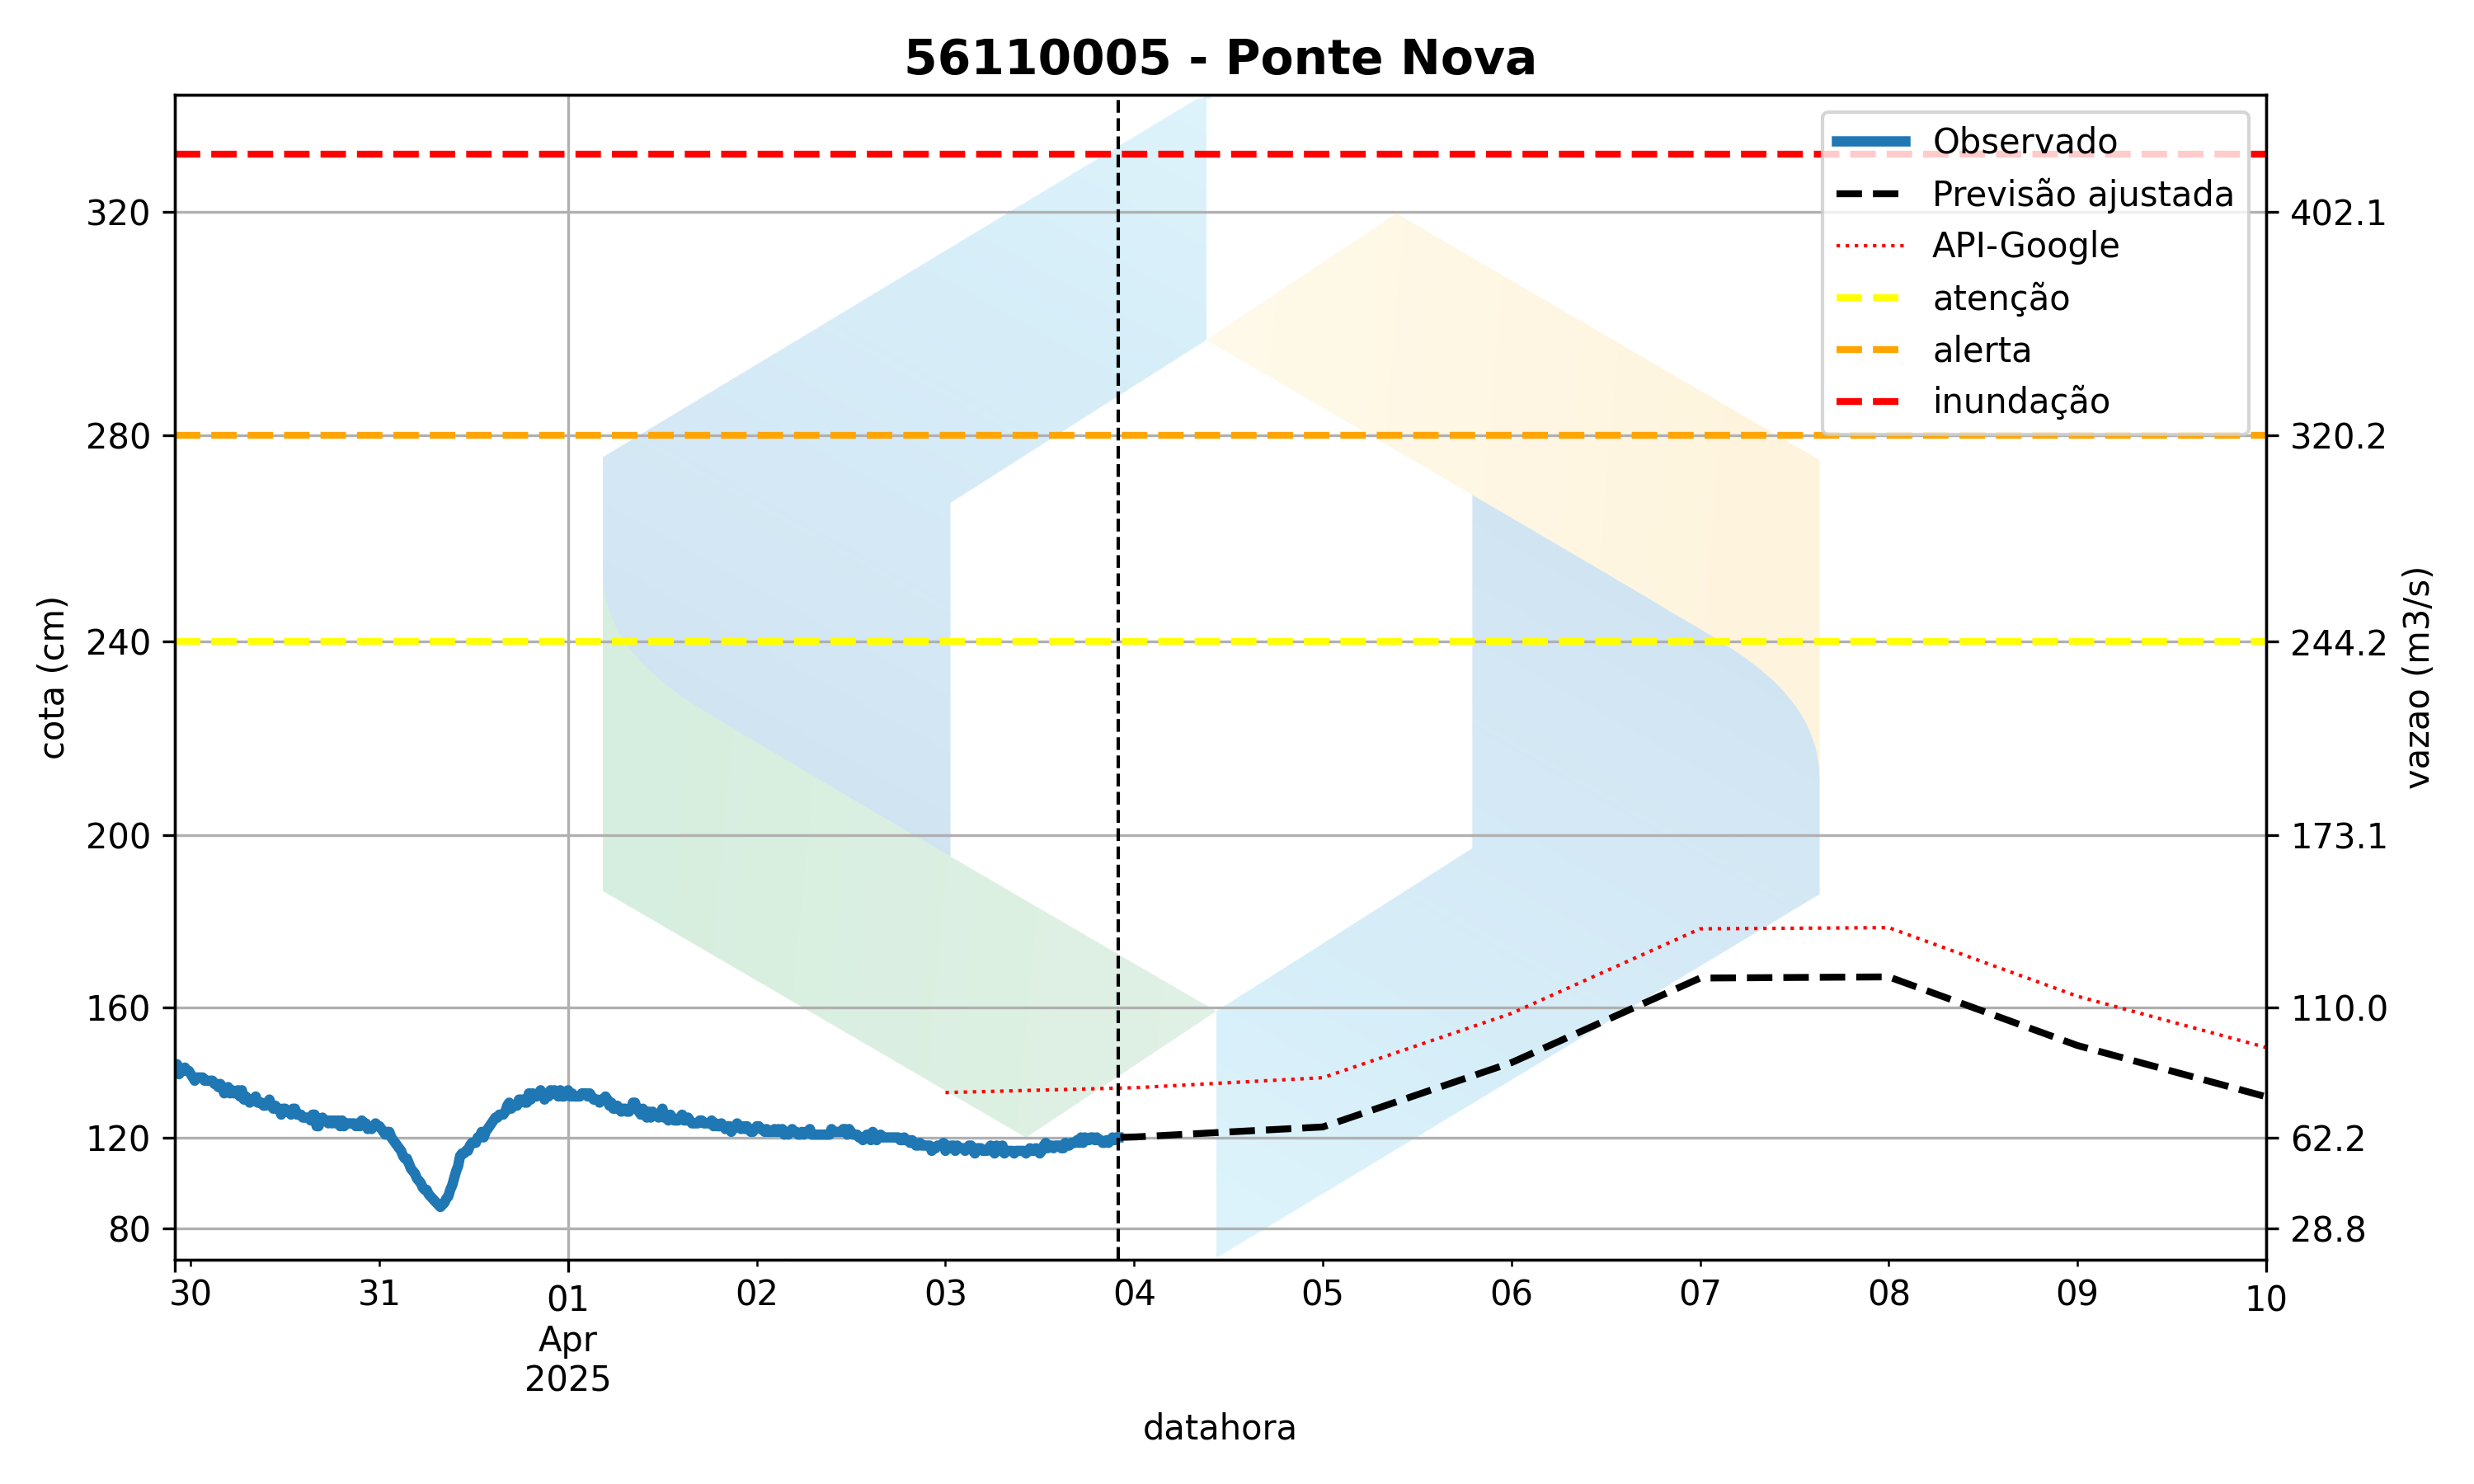 56110005 - Ponte Nova
Observado
Previsão ajustada
API-Google
atenção
alerta
inundação
cota (cm)
320
280
240
200
160
120
80
402.1
320.2
244.2
173.1
110.0
62.2
28.8
vazao (m3/s)
30 31 01 02 03 04 05 06 07 08 09 10
Apr
2025
datahora